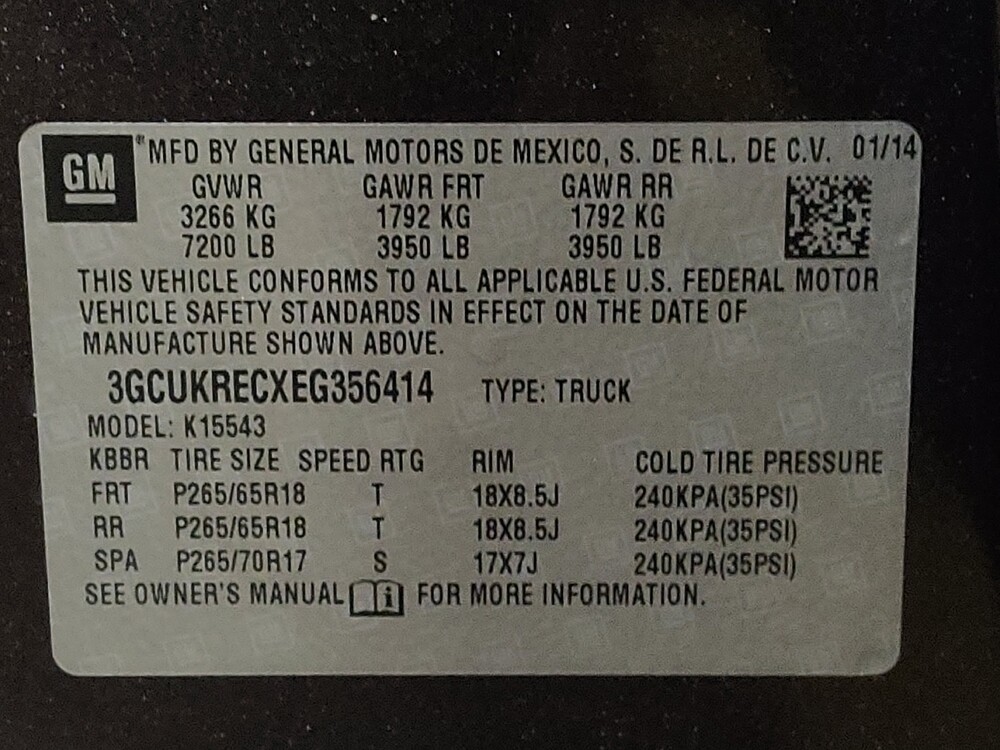 GM
®MFD BY GENERAL MOTORS DE MEXICO, S. DE R.L. DE C.V. 01/14
GVWR GAWR FRT GAWR RR
3266 KG 1792 KG 1792 KG
7200 LB 3950 LB 3950 LB
THIS VEHICLE CONFORMS TO ALL APPLICABLE U.S. FEDERAL MOTOR
VEHICLE SAFETY STANDARDS IN EFFECT ON THE DATE OF
MANUFACTURE SHOWN ABOVE.
3GCUKRECXEG356414 TYPE: TRUCK
MODEL: K15543
KBBR TIRE SIZE SPEED RTG RIM COLD TIRE PRESSURE
FRT P265/65R18 T 18X8.5J 240KPA(35PSI)
RR P265/65R18 T 18X8.5J 240KPA(35PSI)
SPA P265/70R17 S 17X7J 240KPA(35PSI)
SEE OWNER'S MANUAL i FOR MORE INFORMATION.